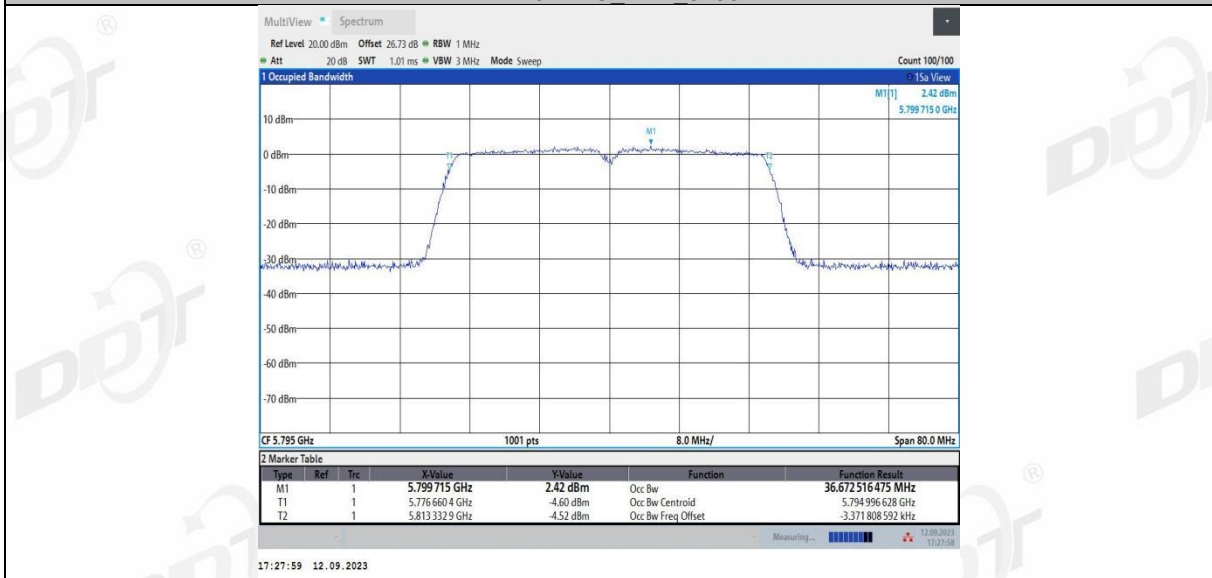 MultiView Spectrum
Ref Level 20.00 dBm Offset 26.73 dB RBW 1 MHz
Att 20 dB SWT 1.01 ms VBW 3 MHz Mode Sweep Count 100/100
1 Occupied Bandwidth 1Sa View
M1[1] 2.42 dBm
5.799 715 0 GHz
10 dBm
M1
0 dBm
T1 T2
-10 dBm
-20 dBm
-30 dBm
-40 dBm
-50 dBm
-60 dBm
-70 dBm
CF 5.795 GHz 1001 pts 8.0 MHz/ Span 80.0 MHz
2 Marker Table
Type Ref Trc X-Value Y-Value Function Function Result
M1 1 5.799 715 GHz 2.42 dBm Occ Bw 36.672 516 475 MHz
T1 1 5.776 660 4 GHz -4.60 dBm Occ Bw Centroid 5.794 996 628 GHz
T2 1 5.813 332 9 GHz -4.52 dBm Occ Bw Freq Offset -3.371 808 592 kHz
Measuring... 12.09.2023
17:27:58
17:27:59 12.09.2023
DDT
DDT
DDT